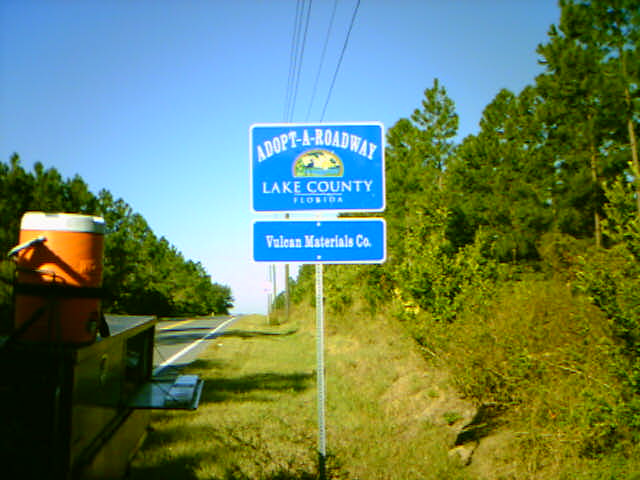 ADOPT-A-ROADWAY
LAKE COUNTY
FLORIDA
Vulcan Materials Co.